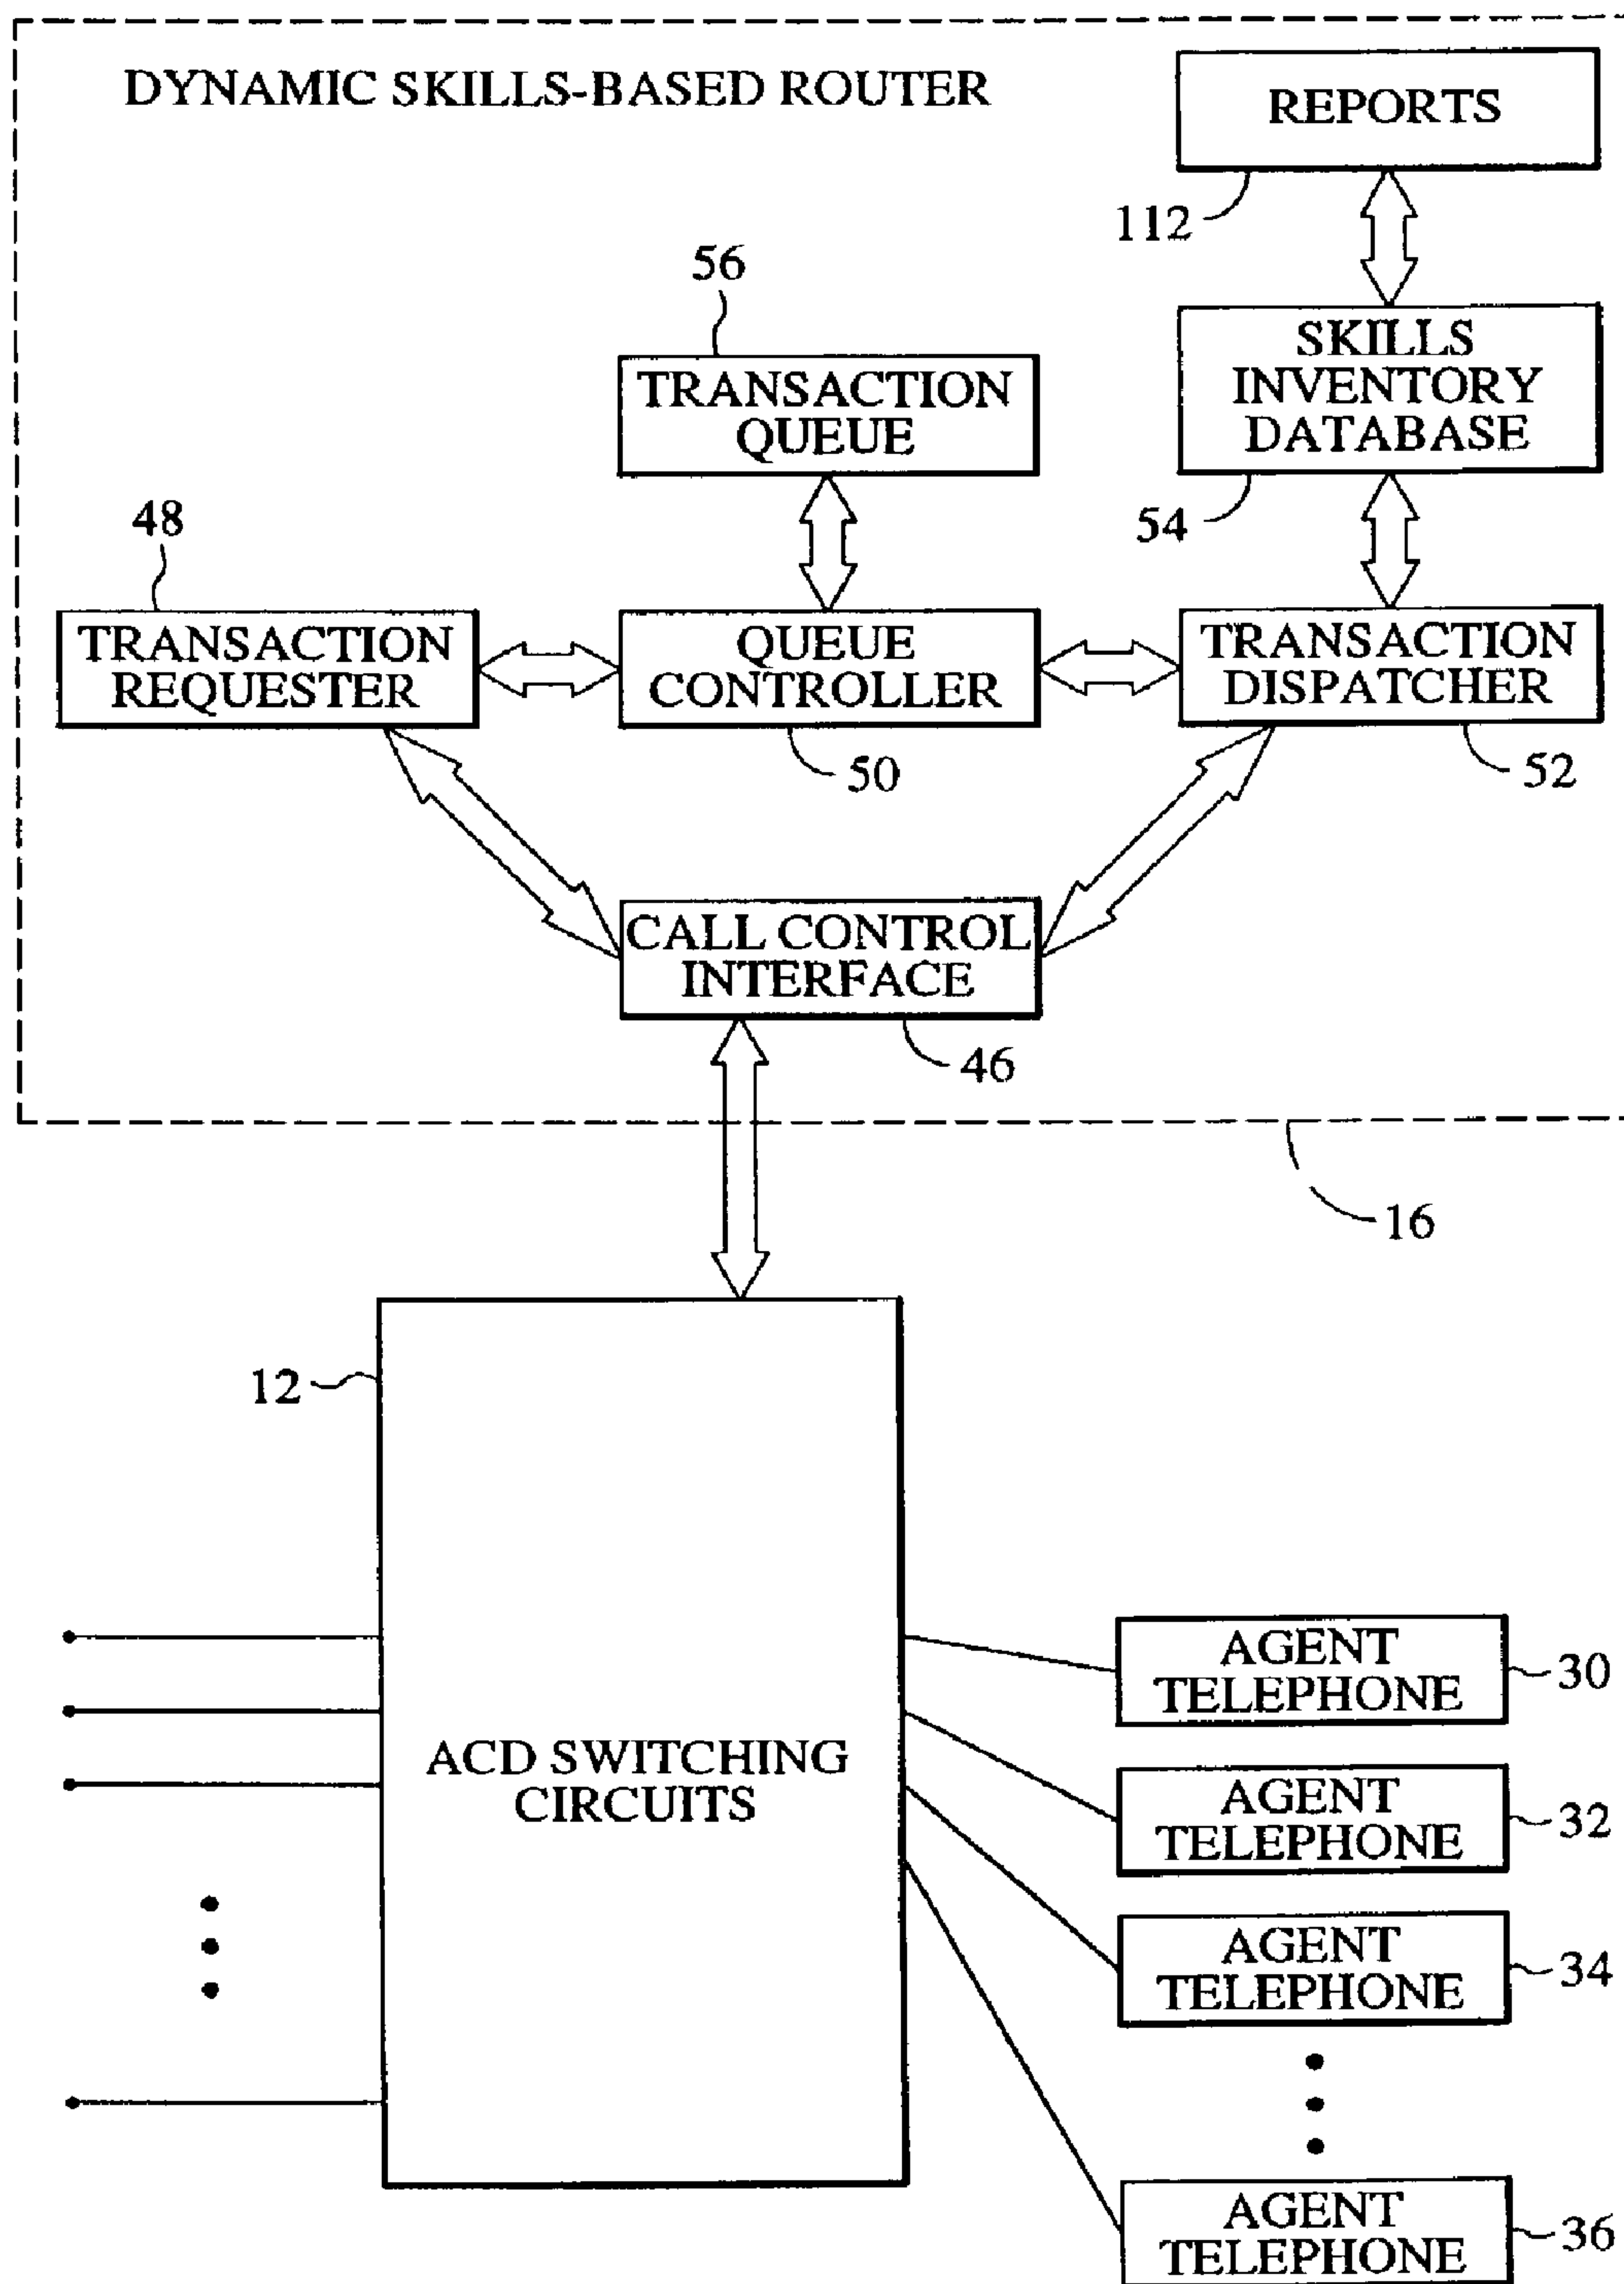 DYNAMIC SKILLS-BASED ROUTER
REPORTS
112
56
SKILLS
INVENTORY
DATABASE
TRANSACTION
QUEUE
54
48
TRANSACTION
REQUESTER
QUEUE
CONTROLLER
TRANSACTION
DISPATCHER
50
52
CALL CONTROL
INTERFACE
46
16
12
ACD SWITCHING
CIRCUITS
AGENT
TELEPHONE
30
AGENT
TELEPHONE
32
AGENT
TELEPHONE
34
AGENT
TELEPHONE
36